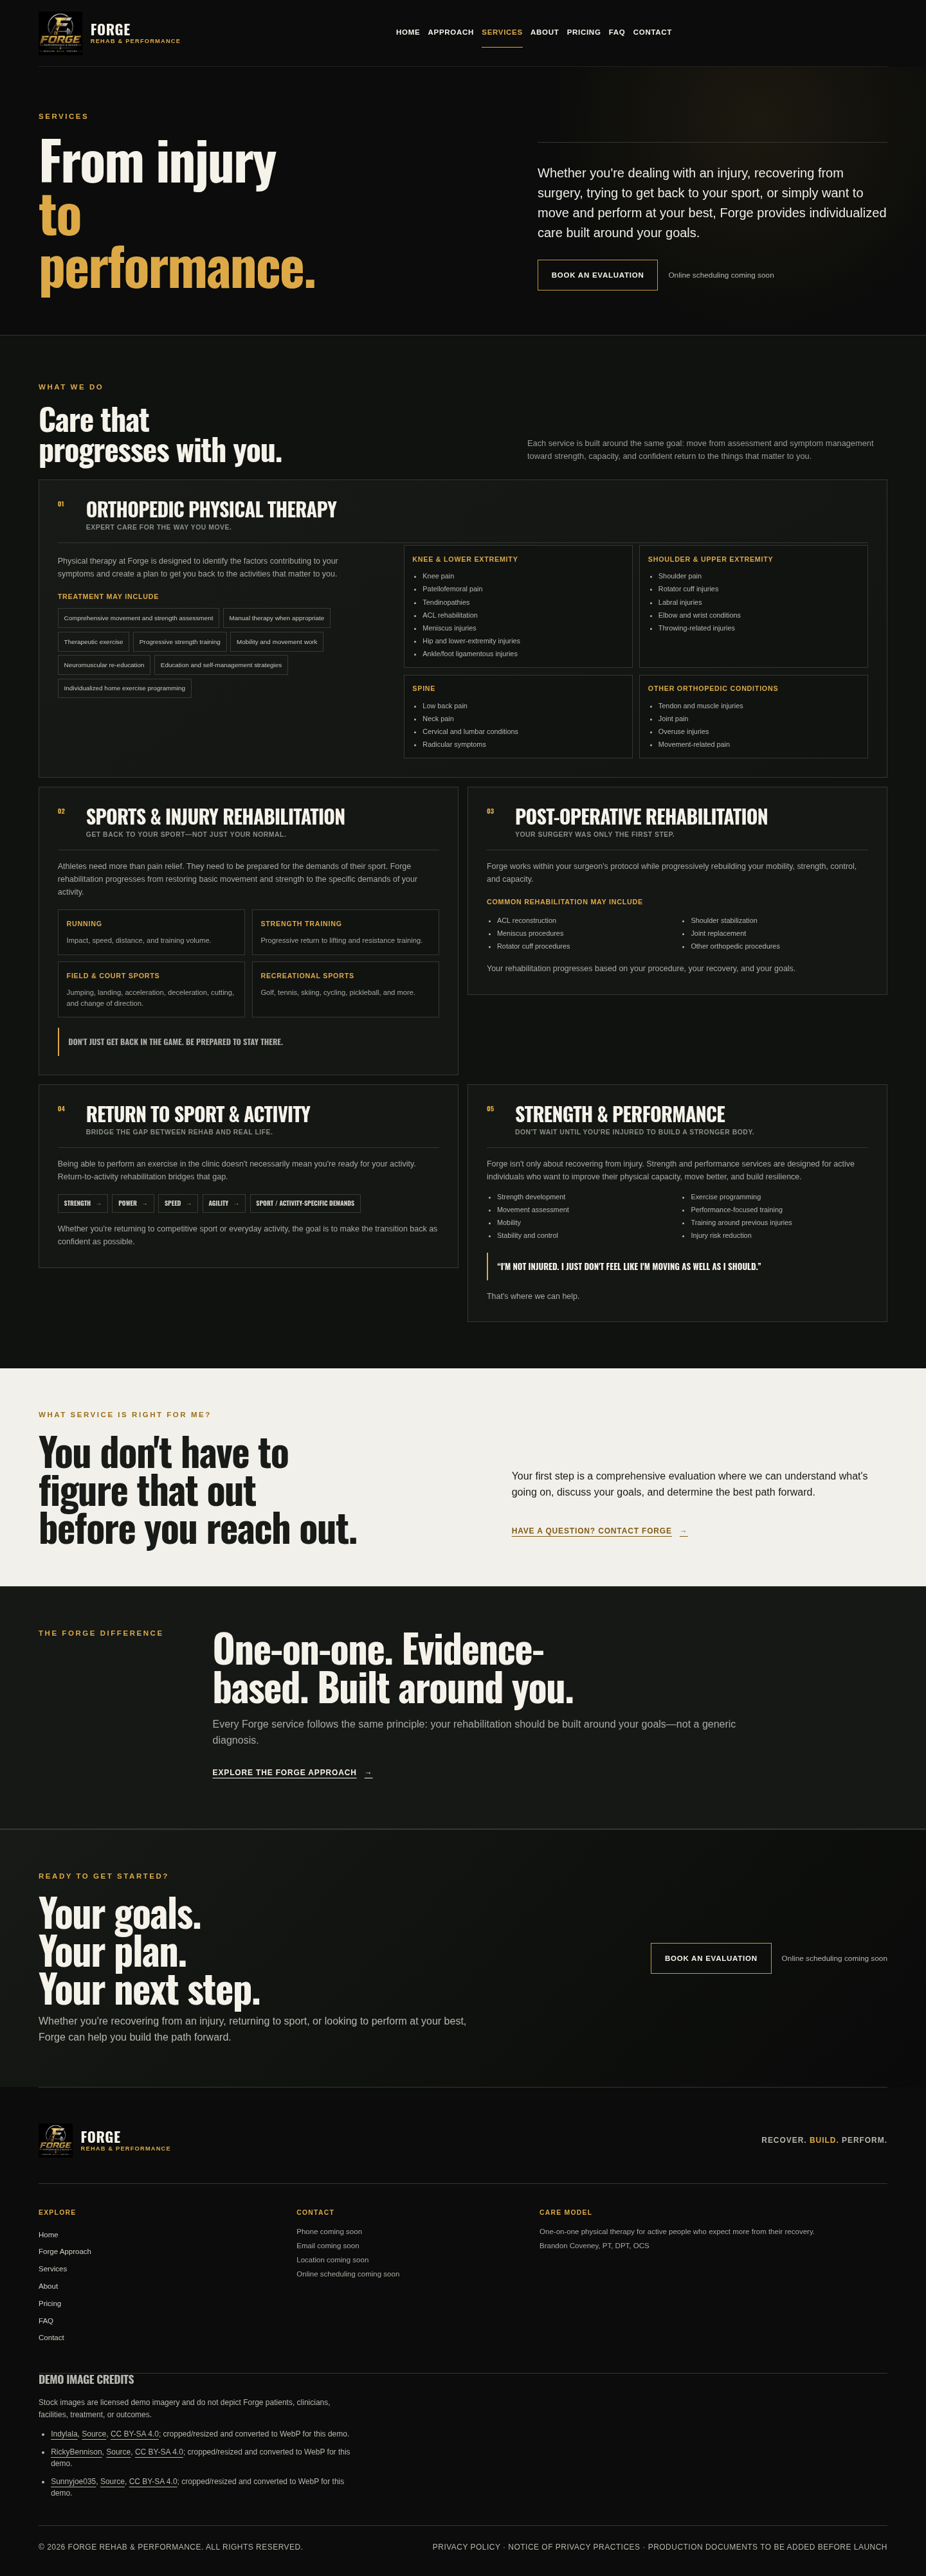 FORGE
FORGE
REHAB & PERFORMANCE
HOME APPROACH SERVICES ABOUT PRICING FAQ CONTACT
SERVICES
From injury
to
performance.
Whether you're dealing with an injury, recovering from
surgery, trying to get back to your sport, or simply want to
move and perform at your best, Forge provides individualized
care built around your goals.
BOOK AN EVALUATION Online scheduling coming soon
WHAT WE DO
Care that
progresses with you.
Each service is built around the same goal: move from assessment and symptom management
toward strength, capacity, and confident return to the things that matter to you.
01 ORTHOPEDIC PHYSICAL THERAPY
EXPERT CARE FOR THE WAY YOU MOVE.
Physical therapy at Forge is designed to identify the factors contributing to your
symptoms and create a plan to get you back to the activities that matter to you.
TREATMENT MAY INCLUDE
Comprehensive movement and strength assessment Manual therapy when appropriate
Therapeutic exercise Progressive strength training Mobility and movement work
Neuromuscular re-education Education and self-management strategies
Individualized home exercise programming
KNEE & LOWER EXTREMITY
• Knee pain
• Patellofemoral pain
• Tendinopathies
• ACL rehabilitation
• Meniscus injuries
• Hip and lower-extremity injuries
• Ankle/foot ligamentous injuries
SHOULDER & UPPER EXTREMITY
• Shoulder pain
• Rotator cuff injuries
• Labral injuries
• Elbow and wrist conditions
• Throwing-related injuries
SPINE
• Low back pain
• Neck pain
• Cervical and lumbar conditions
• Radicular symptoms
OTHER ORTHOPEDIC CONDITIONS
• Tendon and muscle injuries
• Joint pain
• Overuse injuries
• Movement-related pain
02 SPORTS & INJURY REHABILITATION
GET BACK TO YOUR SPORT—NOT JUST YOUR NORMAL.
Athletes need more than pain relief. They need to be prepared for the demands of their sport. Forge
rehabilitation progresses from restoring basic movement and strength to the specific demands of your
activity.
RUNNING
Impact, speed, distance, and training volume.
STRENGTH TRAINING
Progressive return to lifting and resistance training.
FIELD & COURT SPORTS
Jumping, landing, acceleration, deceleration, cutting,
and change of direction.
RECREATIONAL SPORTS
Golf, tennis, skiing, cycling, pickleball, and more.
DON'T JUST GET BACK IN THE GAME. BE PREPARED TO STAY THERE.
03 POST-OPERATIVE REHABILITATION
YOUR SURGERY WAS ONLY THE FIRST STEP.
Forge works within your surgeon's protocol while progressively rebuilding your mobility, strength, control,
and capacity.
COMMON REHABILITATION MAY INCLUDE
• ACL reconstruction
• Meniscus procedures
• Rotator cuff procedures
• Shoulder stabilization
• Joint replacement
• Other orthopedic procedures
Your rehabilitation progresses based on your procedure, your recovery, and your goals.
04 RETURN TO SPORT & ACTIVITY
BRIDGE THE GAP BETWEEN REHAB AND REAL LIFE.
Being able to perform an exercise in the clinic doesn't necessarily mean you're ready for your activity.
Return-to-activity rehabilitation bridges that gap.
STRENGTH → POWER → SPEED → AGILITY → SPORT / ACTIVITY-SPECIFIC DEMANDS
Whether you're returning to competitive sport or everyday activity, the goal is to make the transition back as
confident as possible.
05 STRENGTH & PERFORMANCE
DON'T WAIT UNTIL YOU'RE INJURED TO BUILD A STRONGER BODY.
Forge isn't only about recovering from injury. Strength and performance services are designed for active
individuals who want to improve their physical capacity, move better, and build resilience.
• Strength development
• Movement assessment
• Mobility
• Stability and control
• Exercise programming
• Performance-focused training
• Training around previous injuries
• Injury risk reduction
“I'M NOT INJURED. I JUST DON'T FEEL LIKE I'M MOVING AS WELL AS I SHOULD.”
That's where we can help.
WHAT SERVICE IS RIGHT FOR ME?
You don't have to
figure that out
before you reach out.
Your first step is a comprehensive evaluation where we can understand what's
going on, discuss your goals, and determine the best path forward.
HAVE A QUESTION? CONTACT FORGE →
THE FORGE DIFFERENCE
One-on-one. Evidence-
based. Built around you.
Every Forge service follows the same principle: your rehabilitation should be built around your goals—not a generic
diagnosis.
EXPLORE THE FORGE APPROACH →
READY TO GET STARTED?
Your goals.
Your plan.
Your next step.
Whether you're recovering from an injury, returning to sport, or looking to perform at your best,
Forge can help you build the path forward.
BOOK AN EVALUATION Online scheduling coming soon
FORGE
FORGE
REHAB & PERFORMANCE
RECOVER. BUILD. PERFORM.
EXPLORE
Home
Forge Approach
Services
About
Pricing
FAQ
Contact
CONTACT
Phone coming soon
Email coming soon
Location coming soon
Online scheduling coming soon
CARE MODEL
One-on-one physical therapy for active people who expect more from their recovery.
Brandon Coveney, PT, DPT, OCS
DEMO IMAGE CREDITS
Stock images are licensed demo imagery and do not depict Forge patients, clinicians,
facilities, treatment, or outcomes.
• Indylala, Source, CC BY-SA 4.0; cropped/resized and converted to WebP for this demo.
• RickyBennison, Source, CC BY-SA 4.0; cropped/resized and converted to WebP for this
demo.
• Sunnyjoe035, Source, CC BY-SA 4.0; cropped/resized and converted to WebP for this
demo.
© 2026 FORGE REHAB & PERFORMANCE. ALL RIGHTS RESERVED.
PRIVACY POLICY · NOTICE OF PRIVACY PRACTICES · PRODUCTION DOCUMENTS TO BE ADDED BEFORE LAUNCH